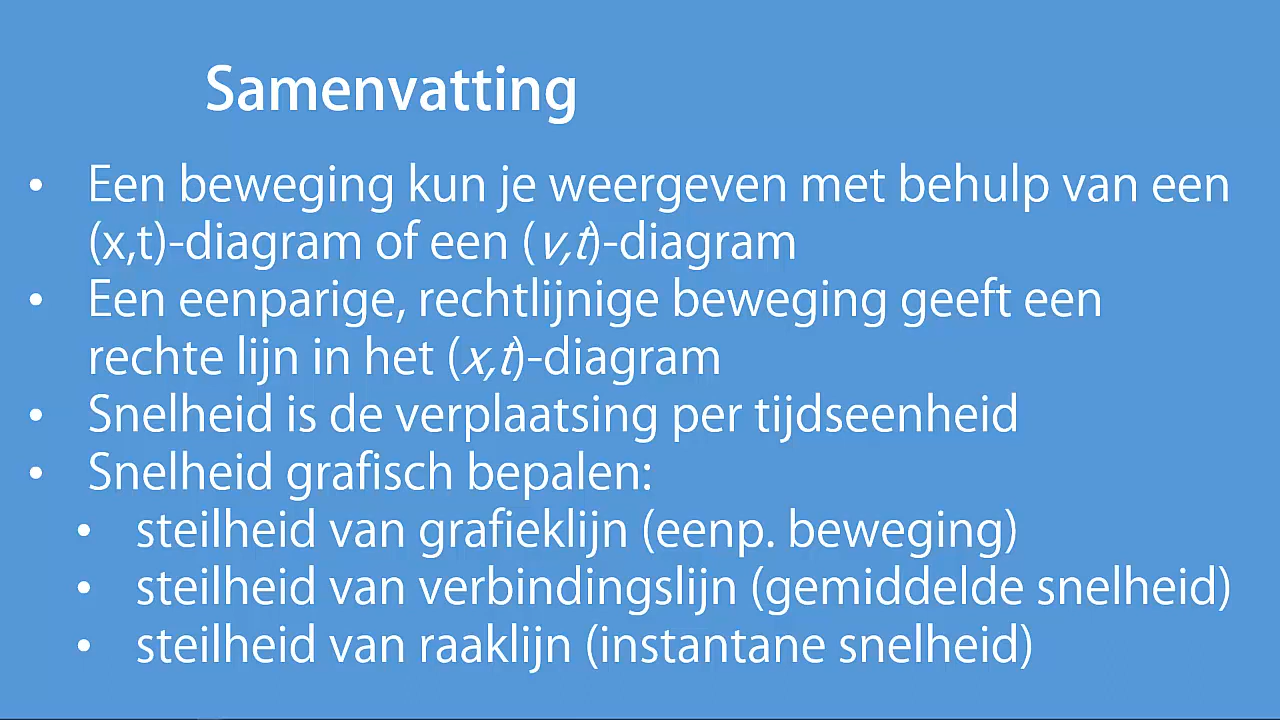 Samenvatting
• Een beweging kun je weergeven met behulp van een
(x,t)-diagram of een (v,t)-diagram
• Een eenparige, rechtlijnige beweging geeft een
rechte lijn in het (x,t)-diagram
• Snelheid is de verplaatsing per tijdseenheid
• Snelheid grafisch bepalen:
• steilheid van grafieklijn (eenp. beweging)
• steilheid van verbindingslijn (gemiddelde snelheid)
• steilheid van raaklijn (instantane snelheid)